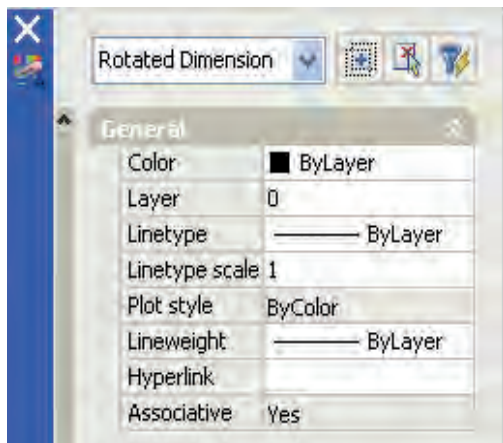 Rotated Dimension
General
Color ByLayer
Layer 0
Linetype ByLayer
Linetype scale 1
Plot style ByColor
Lineweight ByLayer
Hyperlink
Associative Yes